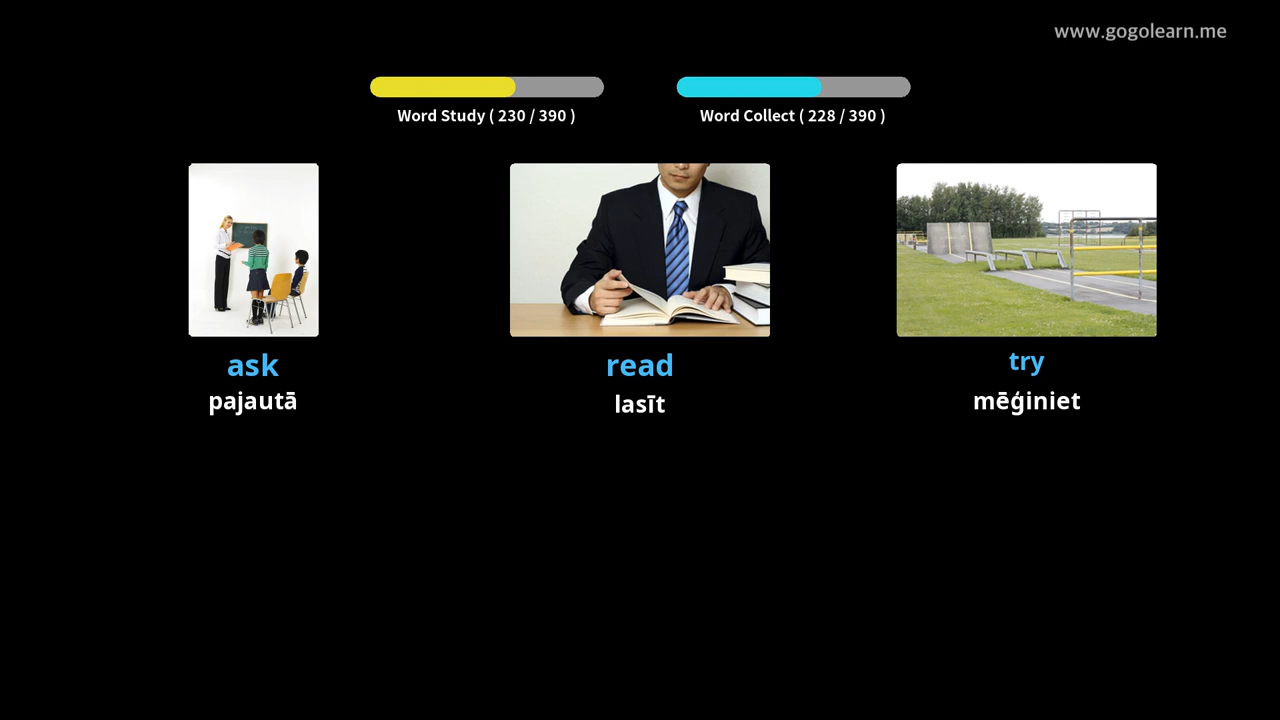 www.gogolearn.me
Word Study ( 230 / 390 )
Word Collect ( 228 / 390 )
ask
pajautā
read
lasīt
try
mēģiniet